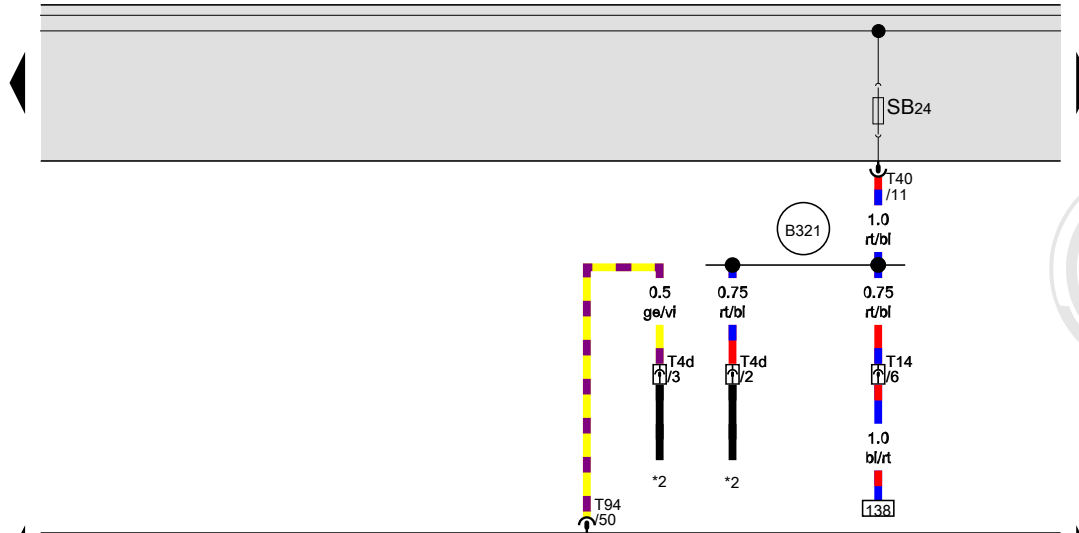 SB24
T40
/11
1.0
rt/bl
B321
0.5
ge/vi
0.75
rt/bl
0.75
rt/bl
T4d
/3
T4d
/2
T14
/6
1.0
bl/rt
*2
*2
T94
/50
138